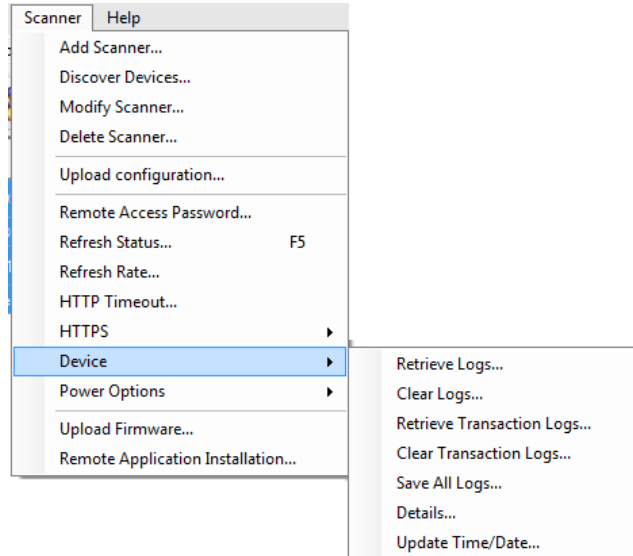 Scanner Help
Add Scanner...
Discover Devices...
Modify Scanner...
Delete Scanner...
Upload configuration...
Remote Access Password...
Refresh Status... F5
Refresh Rate...
HTTP Timeout...
HTTPS
Device
Power Options
Upload Firmware...
Remote Application Installation...
Retrieve Logs...
Clear Logs...
Retrieve Transaction Logs...
Clear Transaction Logs...
Save All Logs...
Details...
Update Time/Date...